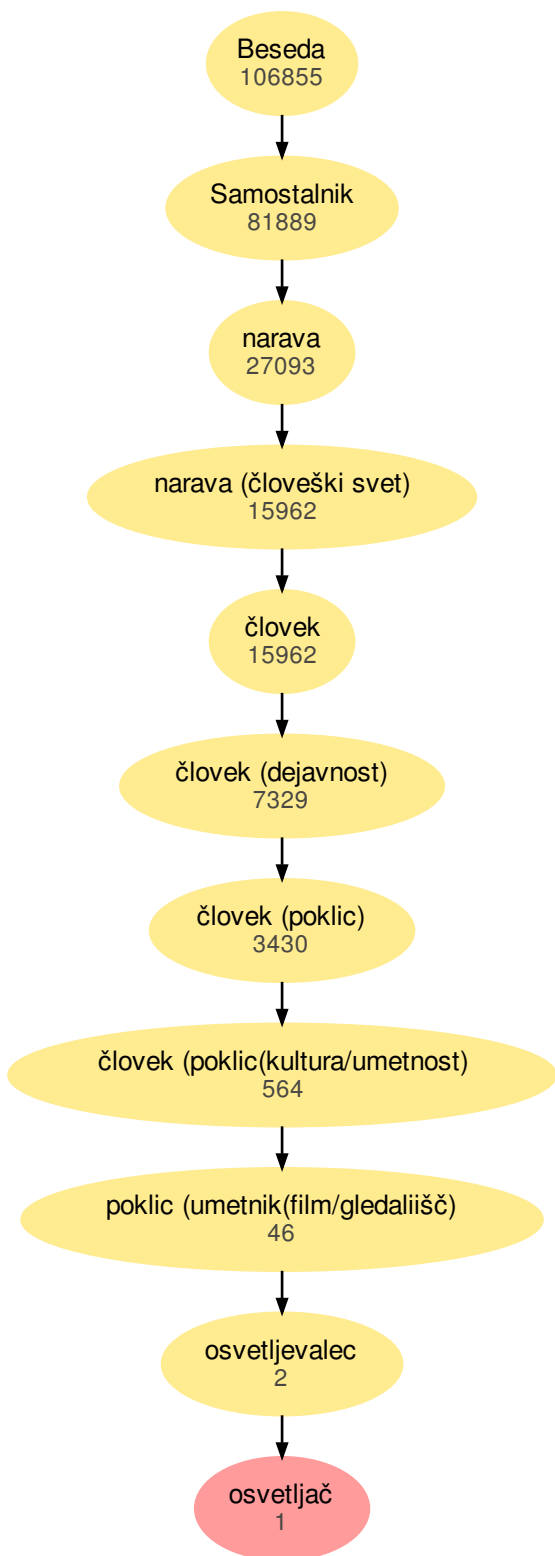 Beseda
106855
Samostalnik
81889
narava
27093
narava (človeški svet)
15962
človek
15962
človek (dejavnost)
7329
človek (poklic)
3430
človek (poklic(kultura/umetnost)
564
poklic (umetnik(film/gledaliišč)
46
osvetljevalec
2
osvetljač
1